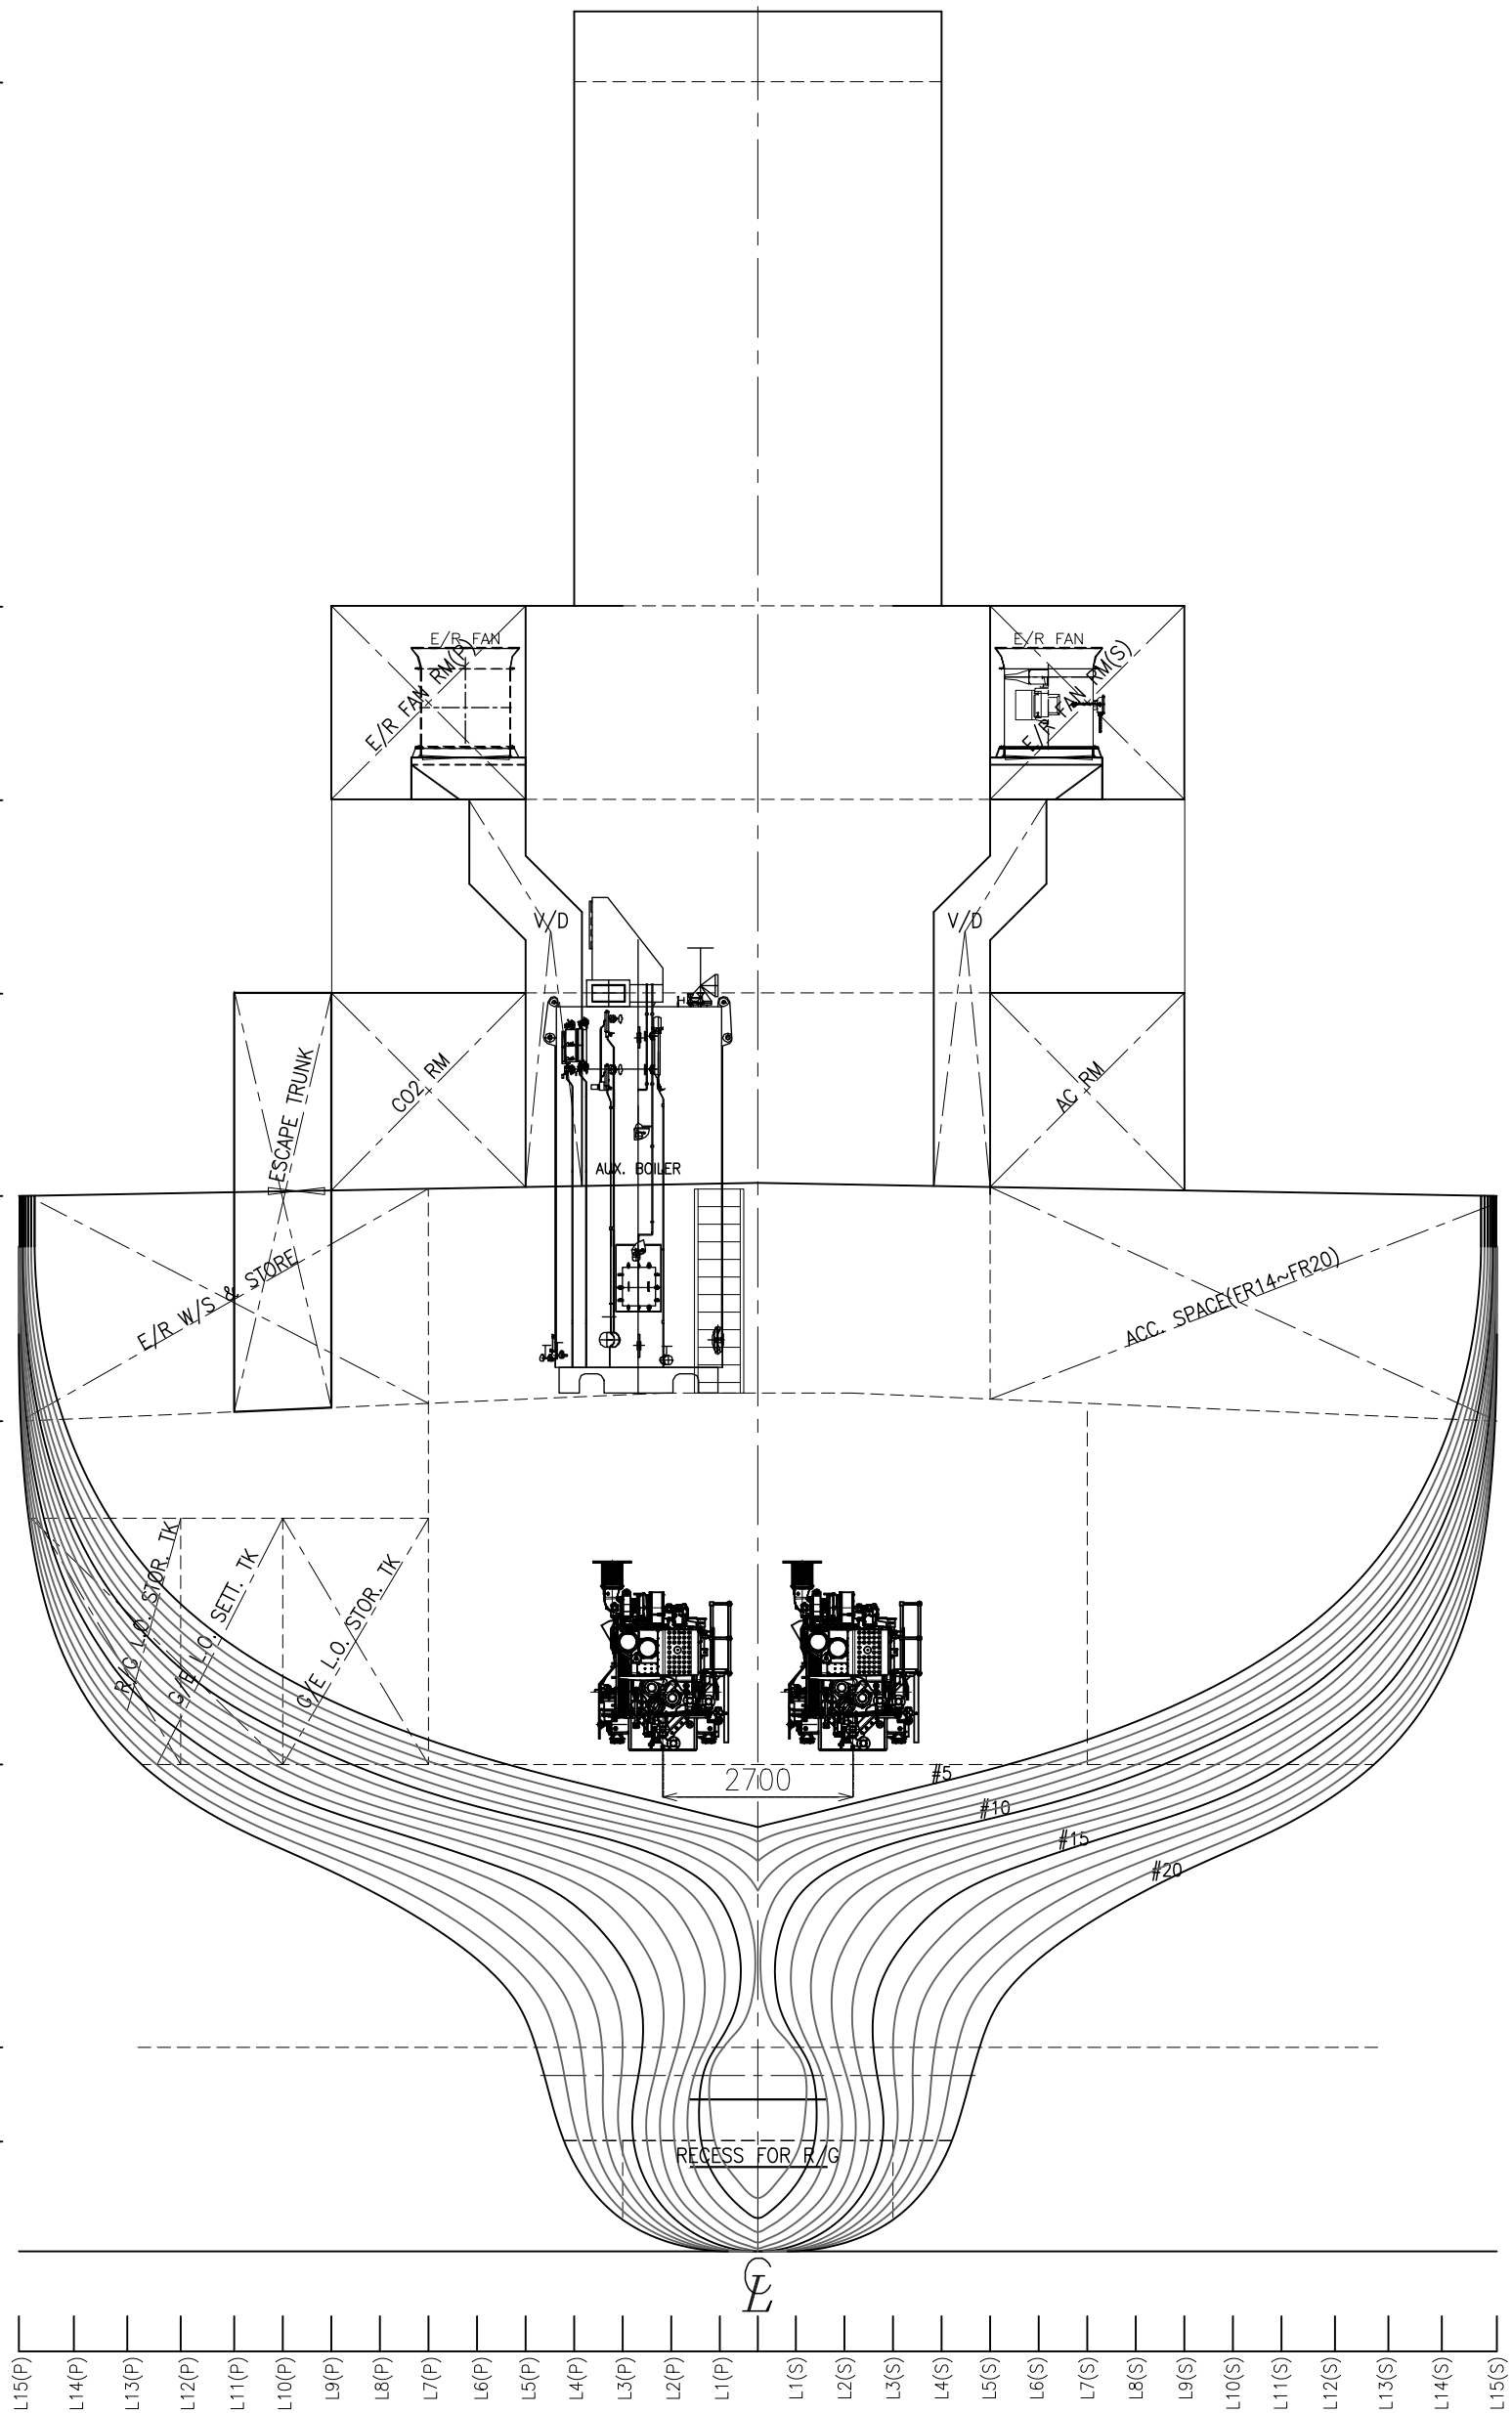 E/R FAN
E/R FAN
E/R FAN RM(P)
E/R FAN RM(S)
V/D
V/D
ESCAPE TRUNK
CO2 RM
AC RM
AUX. BOILER
E/R W/S & STORE
ACC. SPACE(FR14~FR20)
R/G L.O. STOR. TK
G/E L.O. SETT. TK
G/E L.O. STOR. TK
2700
#5
#10
#15
#20
RECESS FOR R/G
℄
L15(P)
L14(P)
L13(P)
L12(P)
L11(P)
L10(P)
L9(P)
L8(P)
L7(P)
L6(P)
L5(P)
L4(P)
L3(P)
L2(P)
L1(P)
L1(S)
L2(S)
L3(S)
L4(S)
L5(S)
L6(S)
L7(S)
L8(S)
L9(S)
L10(S)
L11(S)
L12(S)
L13(S)
L14(S)
L15(S)